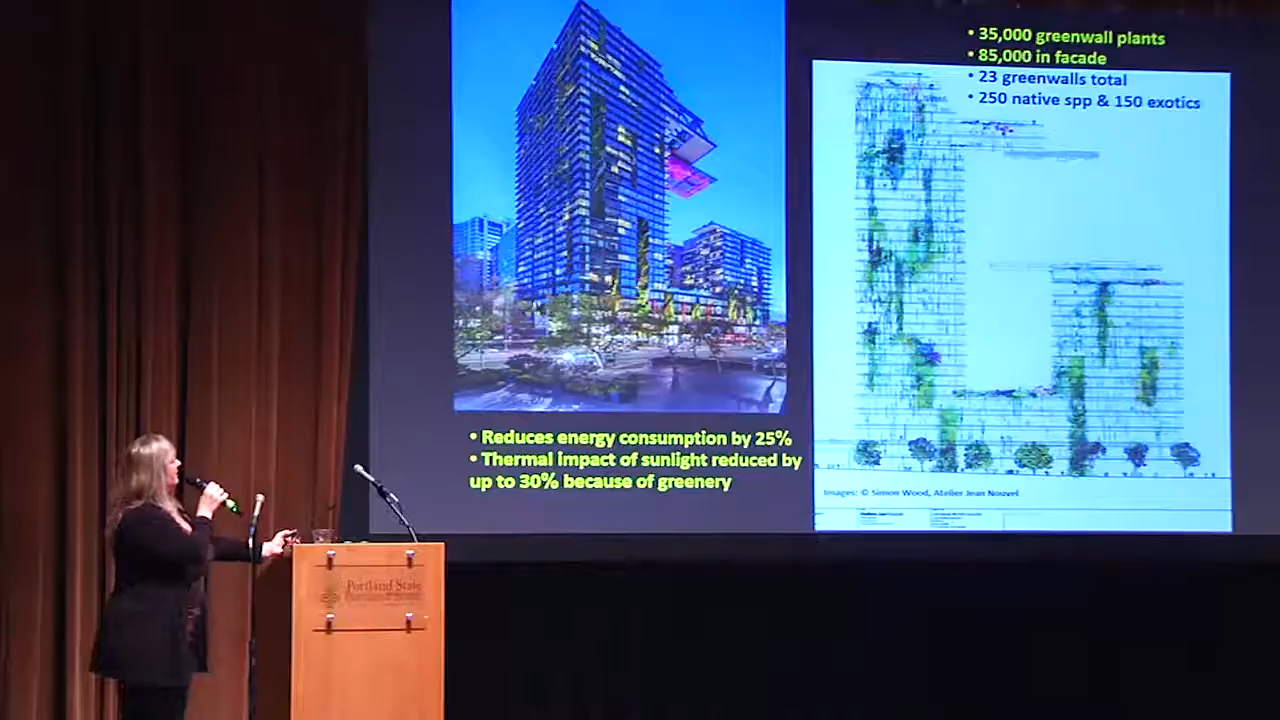 • 35,000 greenwall plants
• 85,000 in facade
• 23 greenwalls total
• 250 native spp & 150 exotics
• Reduces energy consumption by 25%
• Thermal impact of sunlight reduced by
up to 30% because of greenery
Images: © Simon Wood, Atelier Jean Nouvel
Portland State